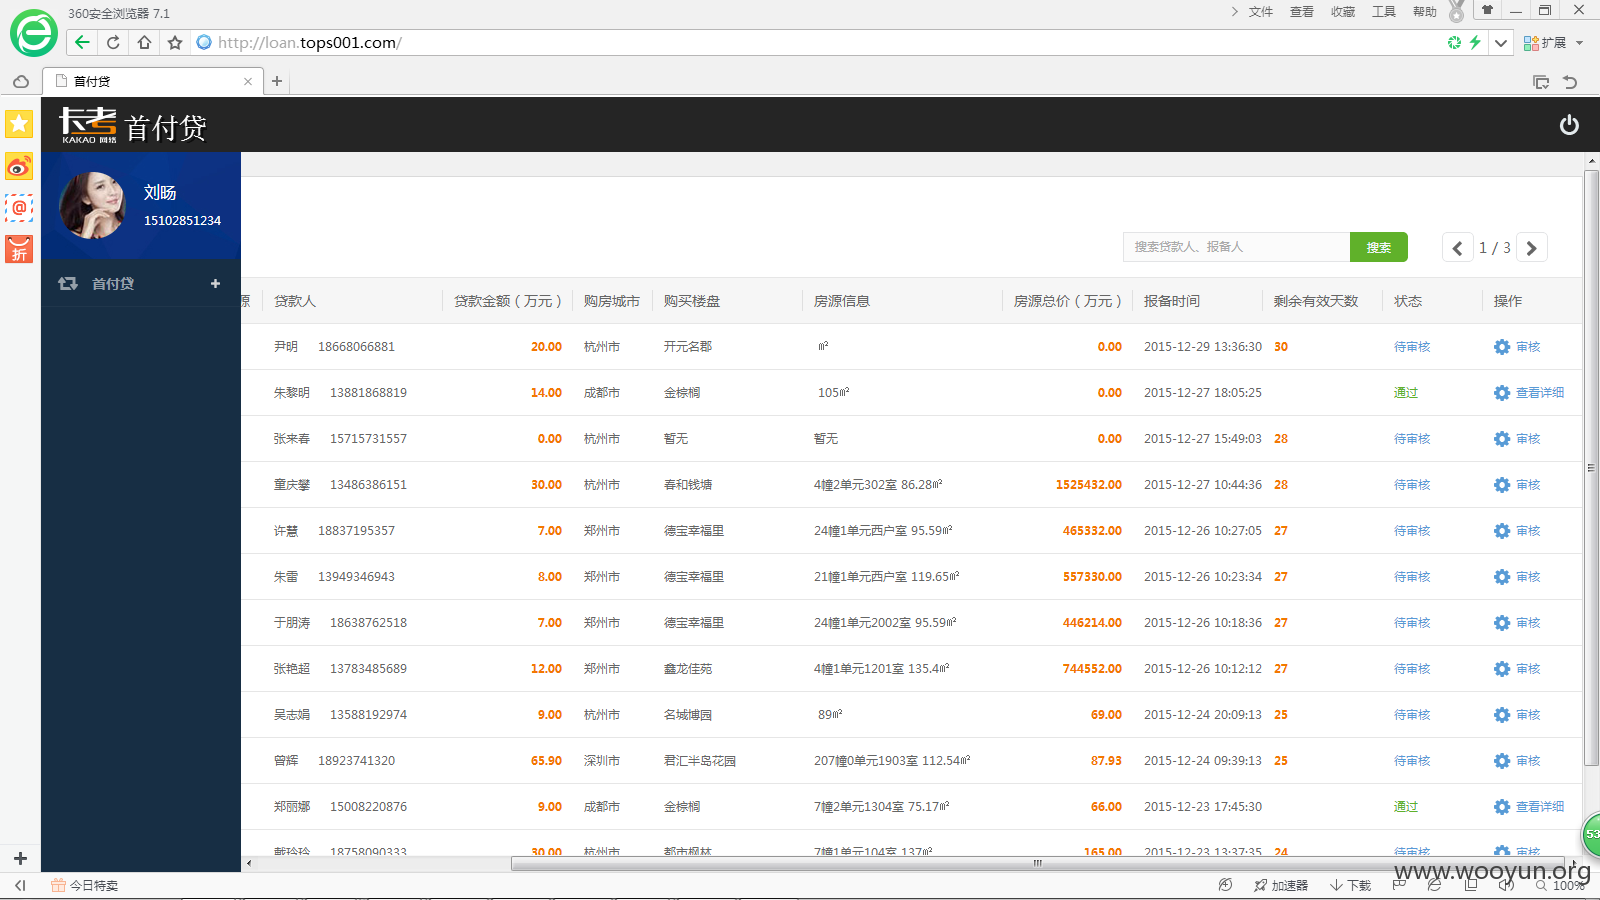 360安全浏览器 7.1
文件 查看 收藏 工具 帮助
http://loan.tops001.com/
扩展
首付贷
卡考 KAKAO 网络 首付贷
刘旸
15102851234
首付贷
搜索贷款人、报备人 搜索 1 / 3
源 贷款人 贷款金额（万元） 购房城市 购买楼盘 房源信息 房源总价（万元） 报备时间 剩余有效天数 状态 操作
尹明 18668066881 20.00 杭州市 开元名郡 ㎡ 0.00 2015-12-29 13:36:30 30 待审核 审核
朱黎明 13881868819 14.00 成都市 金棕榈 105㎡ 0.00 2015-12-27 18:05:25 通过 查看详细
张来春 15715731557 0.00 杭州市 暂无 暂无 0.00 2015-12-27 15:49:03 28 待审核 审核
童庆攀 13486386151 30.00 杭州市 春和钱塘 4幢2单元302室 86.28㎡ 1525432.00 2015-12-27 10:44:36 28 待审核 审核
许慧 18837195357 7.00 郑州市 德宝幸福里 24幢1单元西户室 95.59㎡ 465332.00 2015-12-26 10:27:05 27 待审核 审核
朱雷 13949346943 8.00 郑州市 德宝幸福里 21幢1单元西户室 119.65㎡ 557330.00 2015-12-26 10:23:34 27 待审核 审核
于朋涛 18638762518 7.00 郑州市 德宝幸福里 24幢1单元2002室 95.59㎡ 446214.00 2015-12-26 10:18:36 27 待审核 审核
张艳超 13783485689 12.00 郑州市 鑫龙佳苑 4幢1单元1201室 135.4㎡ 744552.00 2015-12-26 10:12:12 27 待审核 审核
吴志娟 13588192974 9.00 杭州市 名城博园 89㎡ 69.00 2015-12-24 20:09:13 25 待审核 审核
曾辉 18923741320 65.90 深圳市 君汇半岛花园 207幢0单元1903室 112.54㎡ 87.93 2015-12-24 09:39:13 25 待审核 审核
郑丽娜 15008220876 9.00 成都市 金棕榈 7幢2单元1304室 75.17㎡ 66.00 2015-12-23 17:45:30 通过 查看详细
戴玲玲 18758090333 30.00 杭州市 都市枫林 7幢1单元104室 137㎡ 165.00 2015-12-23 13:37:35 24 待审核 审核
折
53
www.wooyun.org
今日特卖 加速器 下载 100%